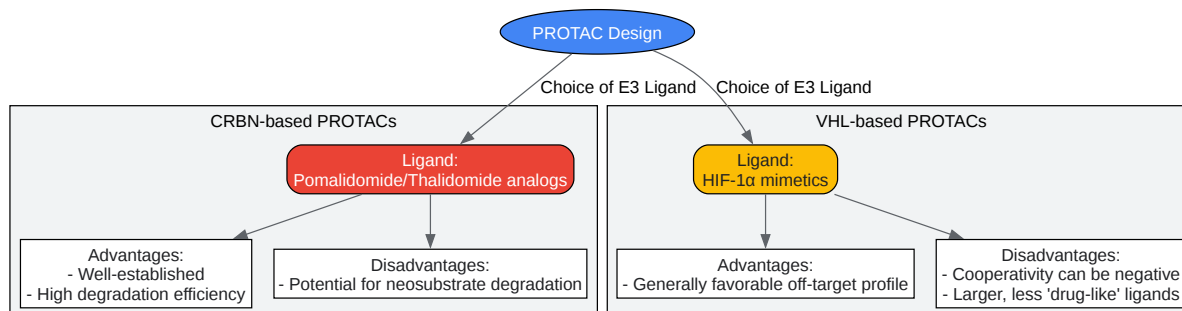 PROTAC Design
Choice of E3 Ligand
Choice of E3 Ligand
CRBN-based PROTACs
VHL-based PROTACs
Ligand:
Pomalidomide/Thalidomide analogs
Ligand:
HIF-1α mimetics
Advantages:
- Well-established
- High degradation efficiency
Disadvantages:
- Potential for neosubstrate degradation
Advantages:
- Generally favorable off-target profile
Disadvantages:
- Cooperativity can be negative
- Larger, less 'drug-like' ligands